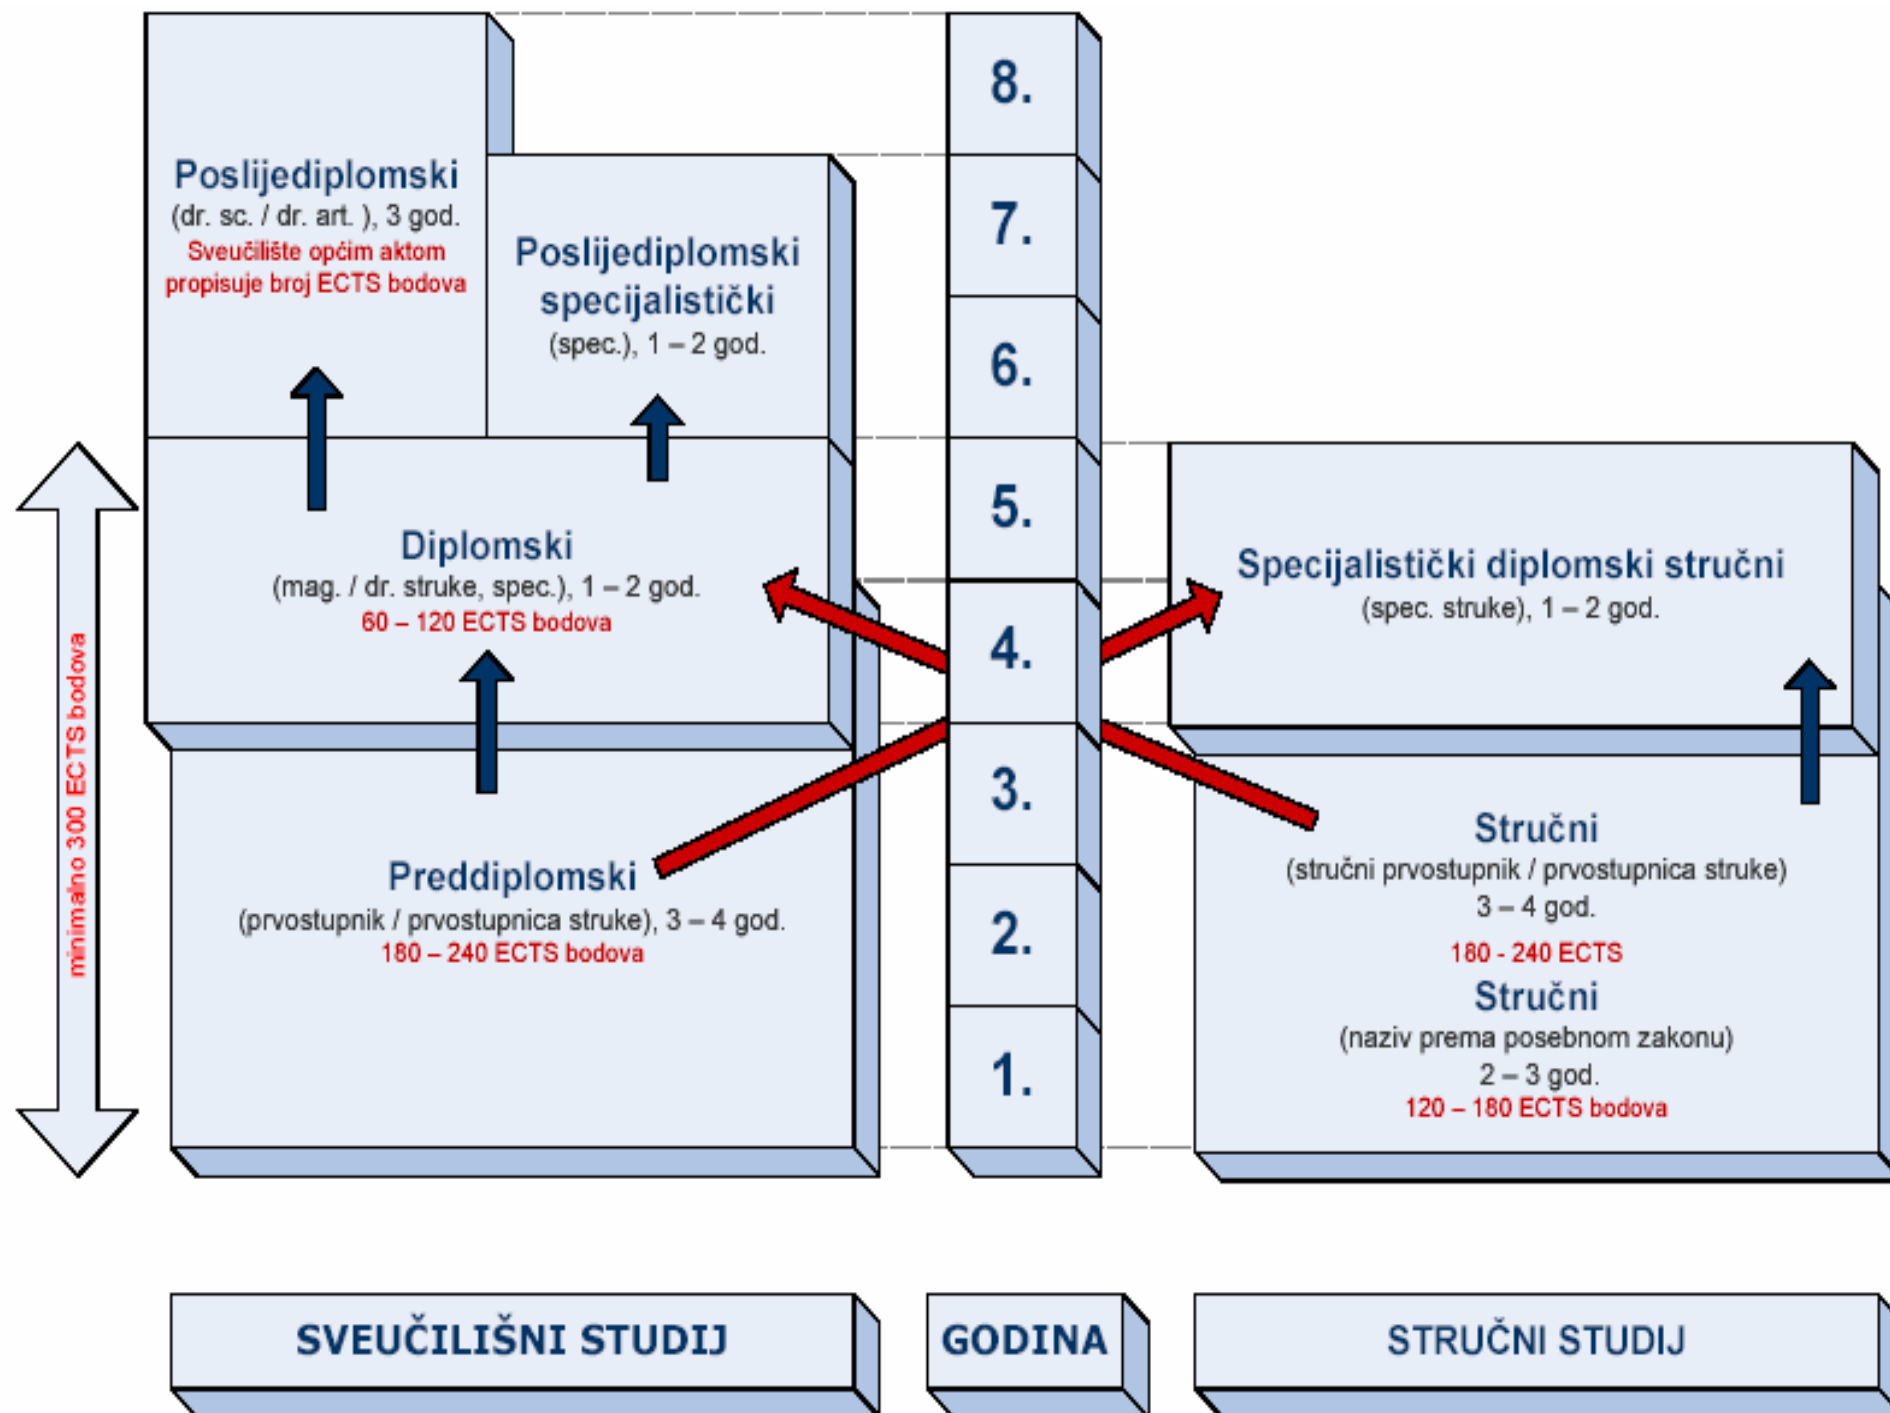 Poslijediplomski
(dr. sc. / dr. art. ), 3 god.
Sveučilište općim aktom
propisuje broj ECTS bodova
Poslijediplomski
specijalistički
(spec.), 1 – 2 god.
Diplomski
(mag. / dr. struke, spec.), 1 – 2 god.
60 – 120 ECTS bodova
Preddiplomski
(prvostupnik / prvostupnica struke), 3 – 4 god.
180 – 240 ECTS bodova
minimalno 300 ECTS bodova
8.
7.
6.
5.
4.
3.
2.
1.
Specijalistički diplomski stručni
(spec. struke), 1 – 2 god.
Stručni
(stručni prvostupnik / prvostupnica struke)
3 – 4 god.
180 - 240 ECTS
Stručni
(naziv prema posebnom zakonu)
2 – 3 god.
120 – 180 ECTS bodova
SVEUČILIŠNI STUDIJ
GODINA
STRUČNI STUDIJ